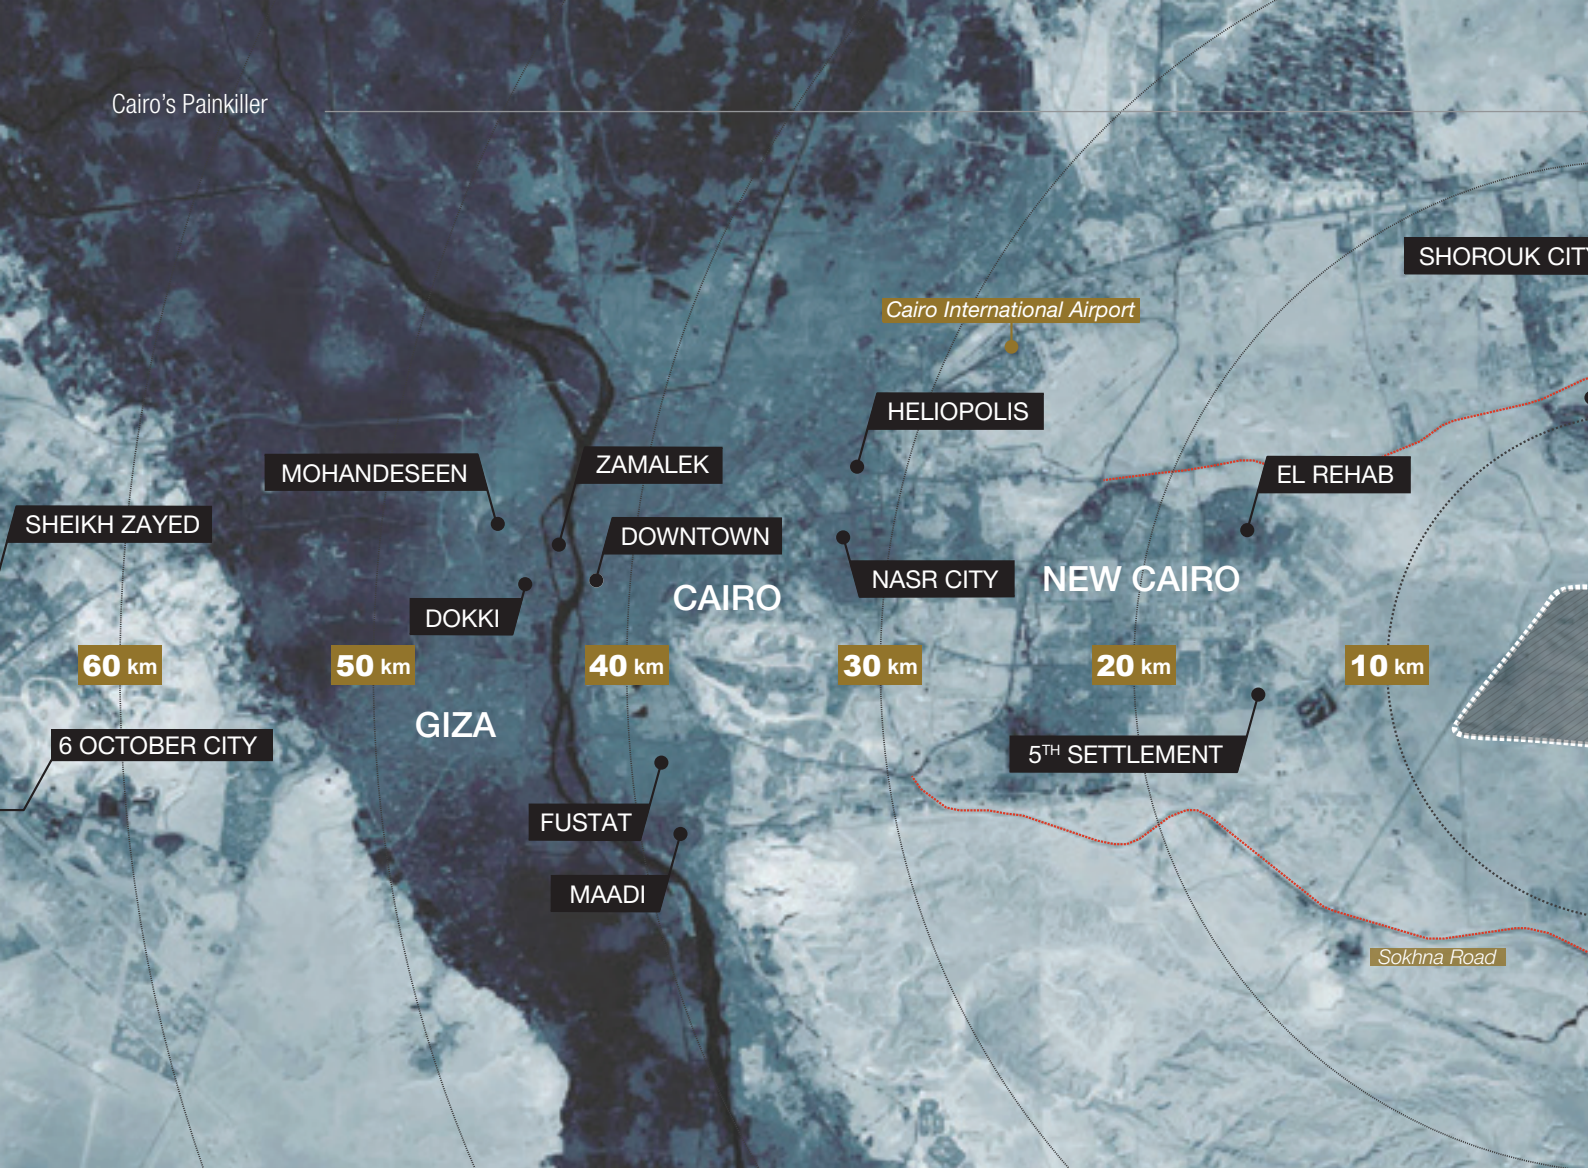 Cairo's Painkiller
SHOROUK CITY
Cairo International Airport
HELIOPOLIS
MOHANDESEEN
ZAMALEK
EL REHAB
SHEIKH ZAYED
DOWNTOWN
NASR CITY
NEW CAIRO
CAIRO
DOKKI
60 km
50 km
40 km
30 km
20 km
10 km
GIZA
6 OCTOBER CITY
5TH SETTLEMENT
FUSTAT
MAADI
Sokhna Road